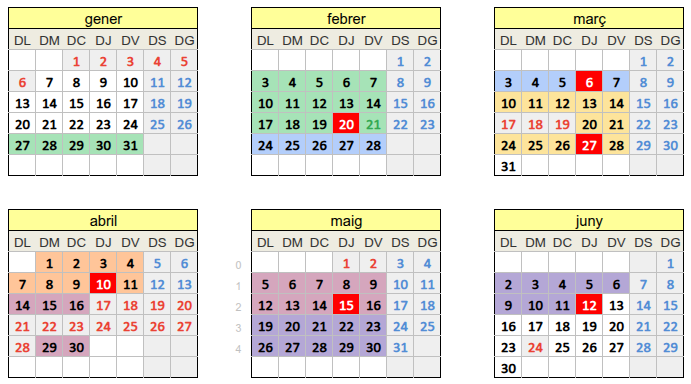 gener febrer març
DL DM DC DJ DV DS DG DL DM DC DJ DV DS DG DL DM DC DJ DV DS DG
1 2 3 4 5 1 2 1 2
6 7 8 9 10 11 12 3 4 5 6 7 8 9 3 4 5 6 7 8 9
13 14 15 16 17 18 19 10 11 12 13 14 15 16 10 11 12 13 14 15 16
20 21 22 23 24 25 26 17 18 19 20 21 22 23 17 18 19 20 21 22 23
27 28 29 30 31 24 25 26 27 28 24 25 26 27 28 29 30
31
abril maig juny
DL DM DC DJ DV DS DG DL DM DC DJ DV DS DG DL DM DC DJ DV DS DG
1 2 3 4 5 6 0 1 2 3 4 1
7 8 9 10 11 12 13 1 5 6 7 8 9 10 11 2 3 4 5 6 7 8
14 15 16 17 18 19 20 2 12 13 14 15 16 17 18 9 10 11 12 13 14 15
21 22 23 24 25 26 27 3 19 20 21 22 23 24 25 16 17 18 19 20 21 22
28 29 30 4 26 27 28 29 30 31 23 24 25 26 27 28 29
30